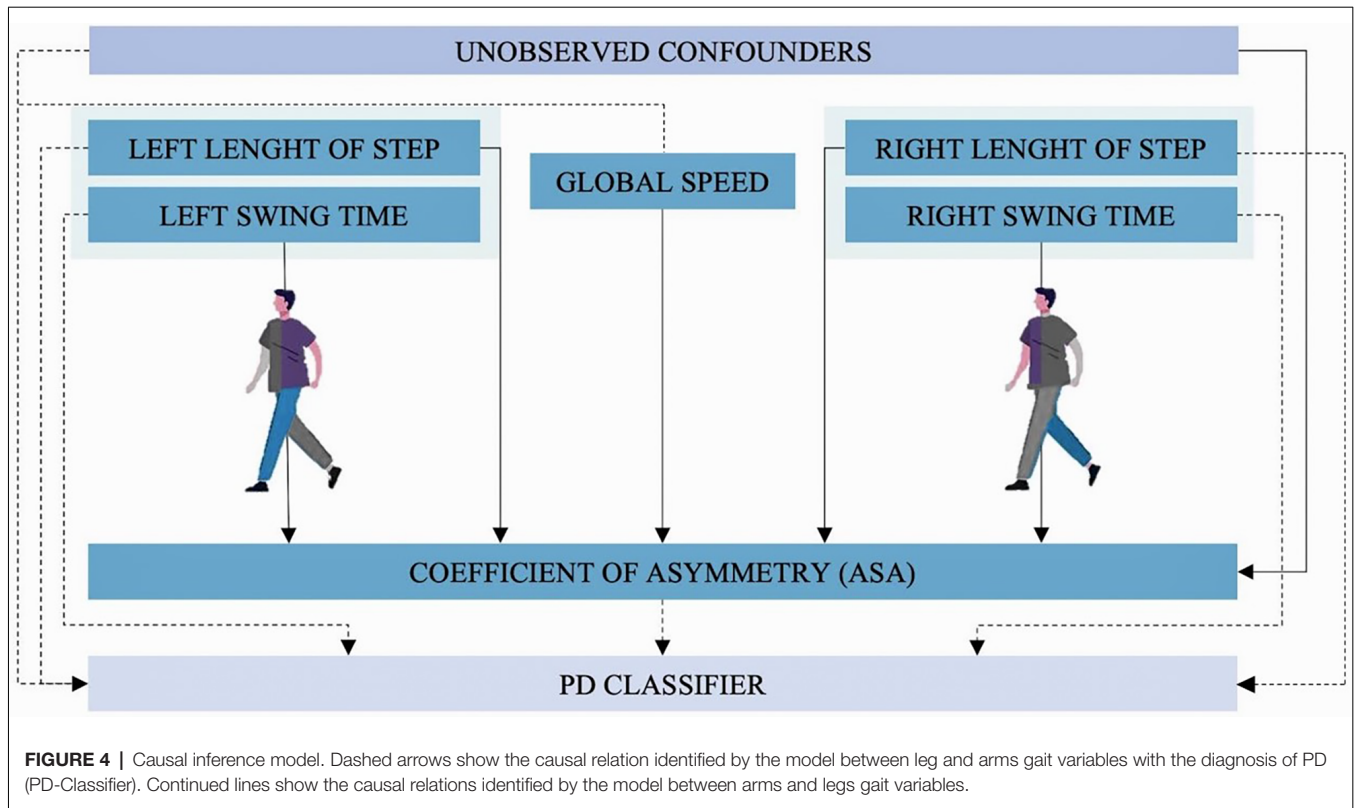 UNOBSERVED CONFOUNDERS
LEFT LENGHT OF STEP
LEFT SWING TIME
GLOBAL SPEED
RIGHT LENGHT OF STEP
RIGHT SWING TIME
COEFFICIENT OF ASYMMETRY (ASA)
PD CLASSIFIER
FIGURE 4 | Causal inference model. Dashed arrows show the causal relation identified by the model between leg and arms gait variables with the diagnosis of PD
(PD-Classifier). Continued lines show the causal relations identified by the model between arms and legs gait variables.